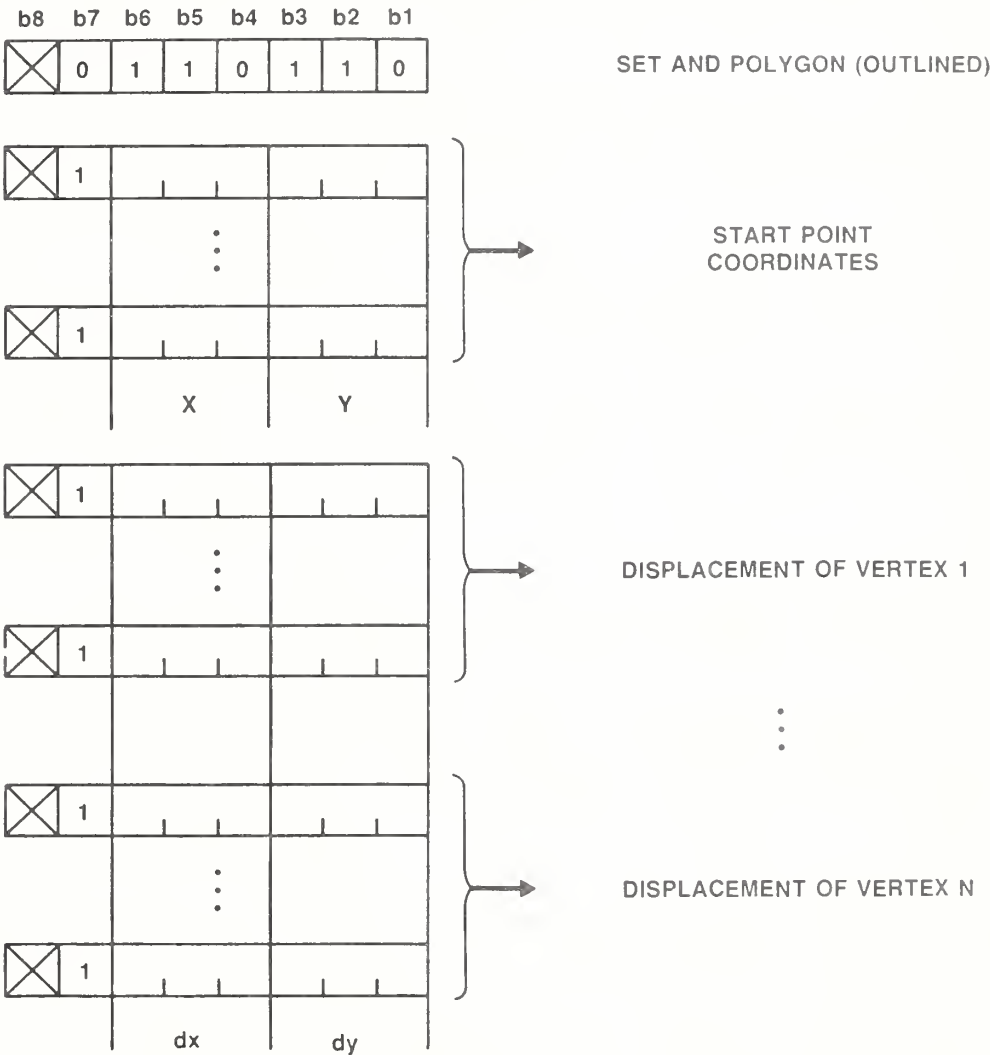 b8 b7 b6 b5 b4 b3 b2 b1
0 1 1 0 1 1 0 SET AND POLYGON (OUTLINED)
1
START POINT
COORDINATES
1
X Y
1
DISPLACEMENT OF VERTEX 1
1
1
DISPLACEMENT OF VERTEX N
1
dx dy